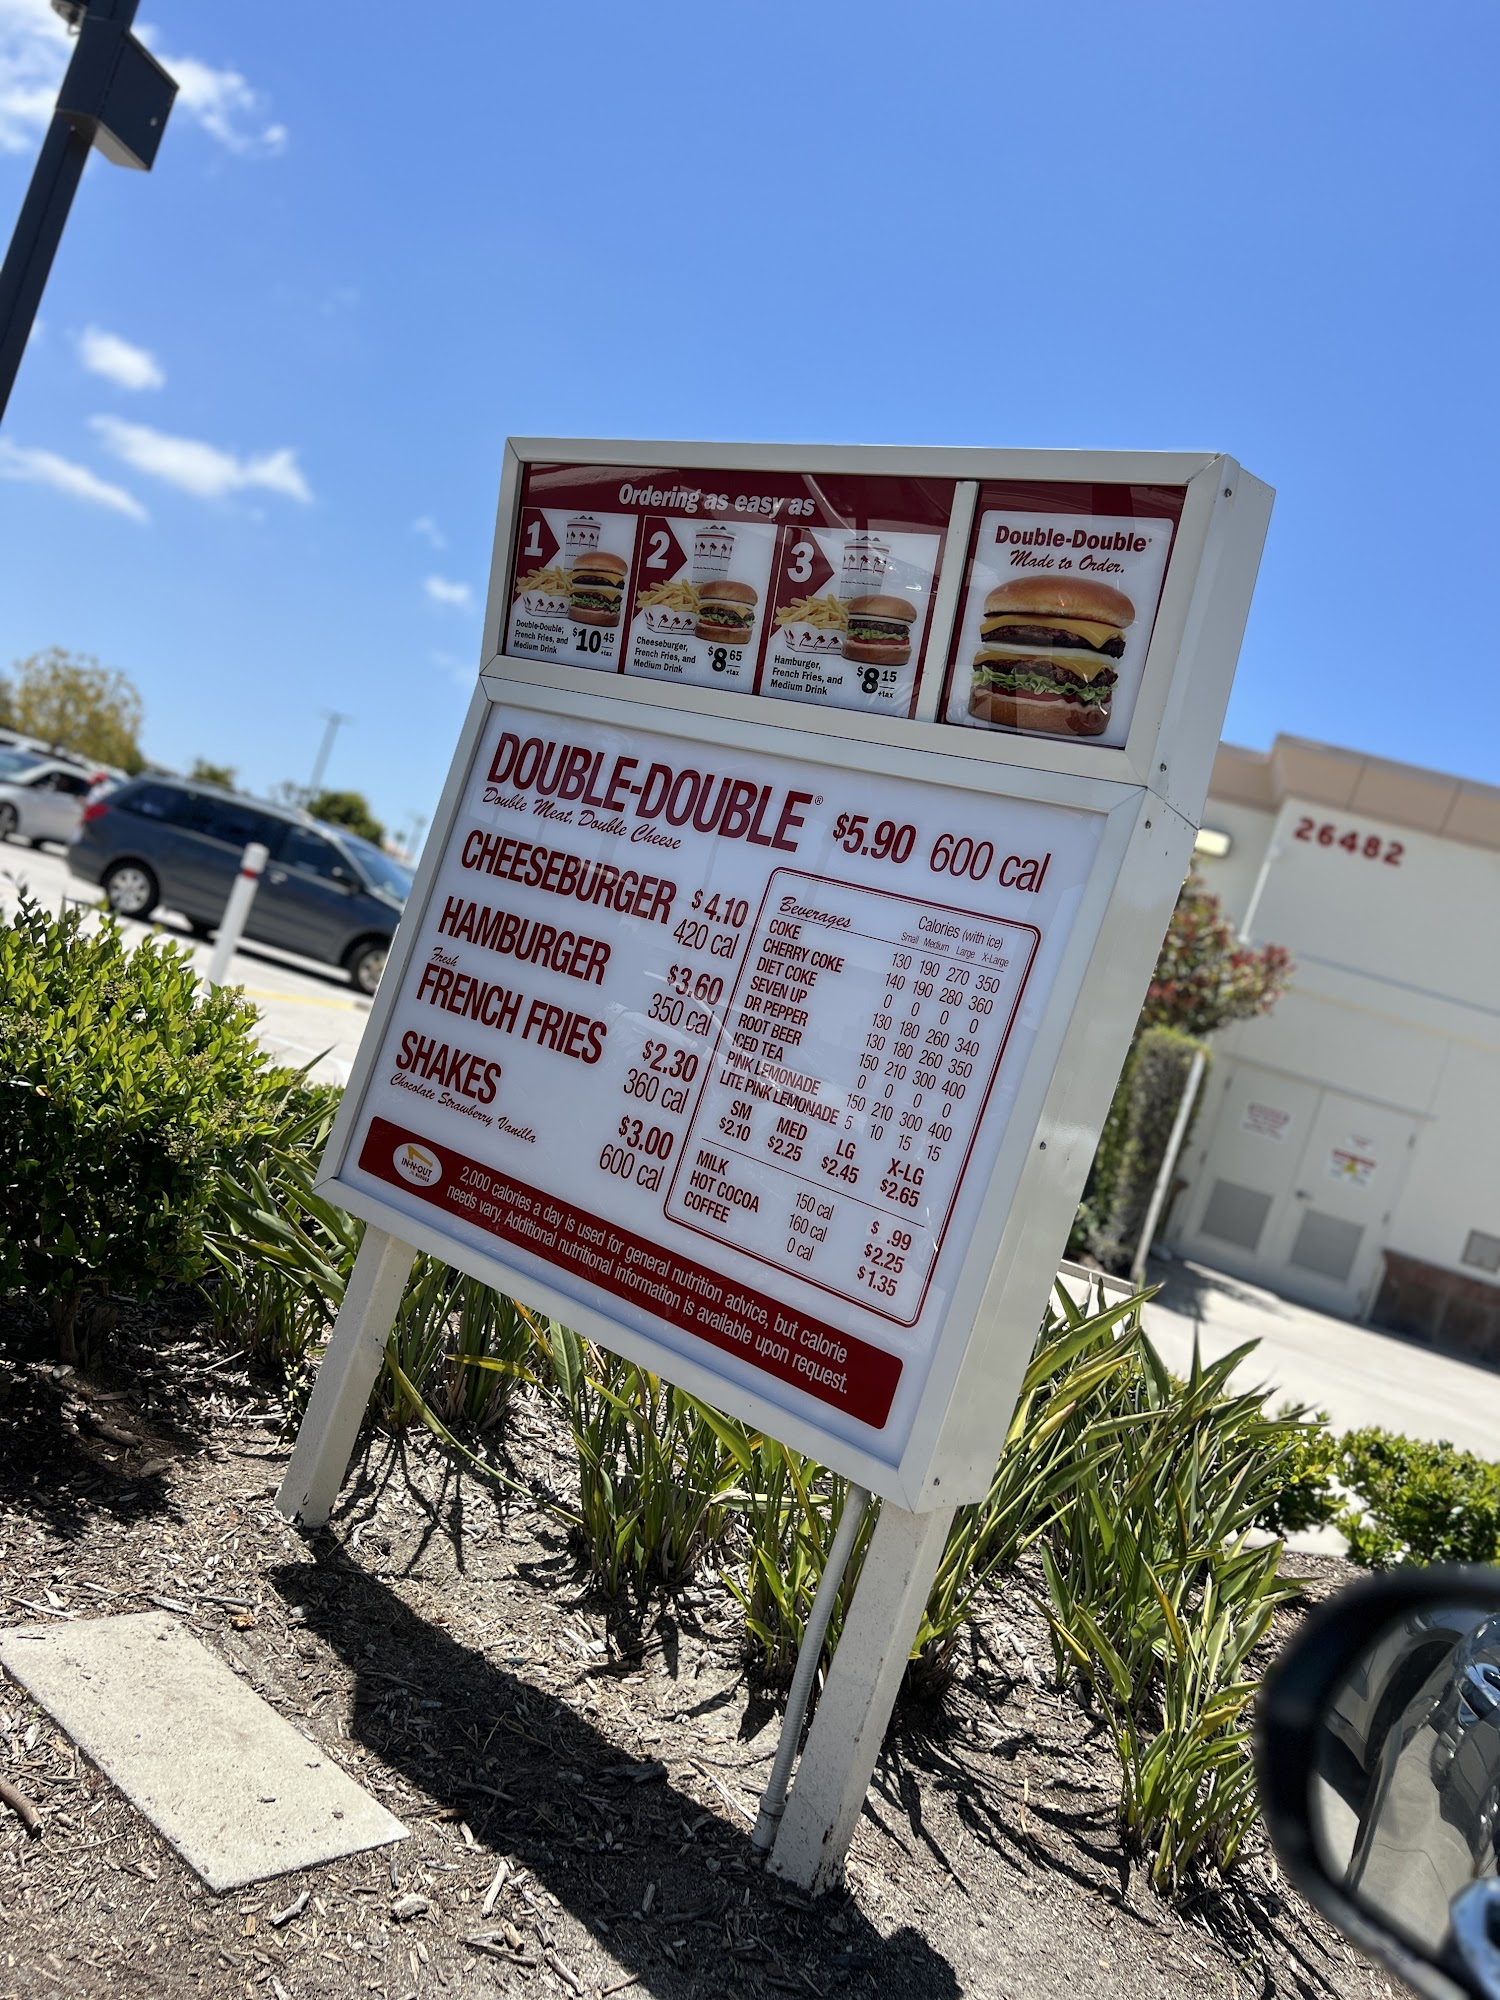 Ordering as easy as
1
Double-Double,
French Fries, and
Medium Drink
$10 45
+tax
2
Cheeseburger,
French Fries, and
Medium Drink
$8 65
+tax
3
Hamburger,
French Fries, and
Medium Drink
$8 15
+tax
Double-Double®
Made to Order.
DOUBLE-DOUBLE® $5.90 600 cal
Double Meat, Double Cheese
CHEESEBURGER $4.10
420 cal
HAMBURGER $3.60
350 cal
Fresh
FRENCH FRIES $2.30
360 cal
SHAKES $3.00
Chocolate Strawberry Vanilla 600 cal
Beverages Calories (with ice)
Small Medium Large X-Large
COKE 130 190 270 350
CHERRY COKE 140 190 280 360
DIET COKE 0 0 0 0
SEVEN UP 130 180 260 340
DR PEPPER 130 180 260 350
ROOT BEER 150 210 300 400
ICED TEA 0 0 0 0
PINK LEMONADE 150 210 300 400
LITE PINK LEMONADE 5 10 15 15
SM MED LG X-LG
$2.10 $2.25 $2.45 $2.65
MILK 150 cal $ .99
HOT COCOA 160 cal $2.25
COFFEE 0 cal $1.35
IN-N-OUT
BURGER
2,000 calories a day is used for general nutrition advice, but calorie
needs vary. Additional nutritional information is available upon request.
26482